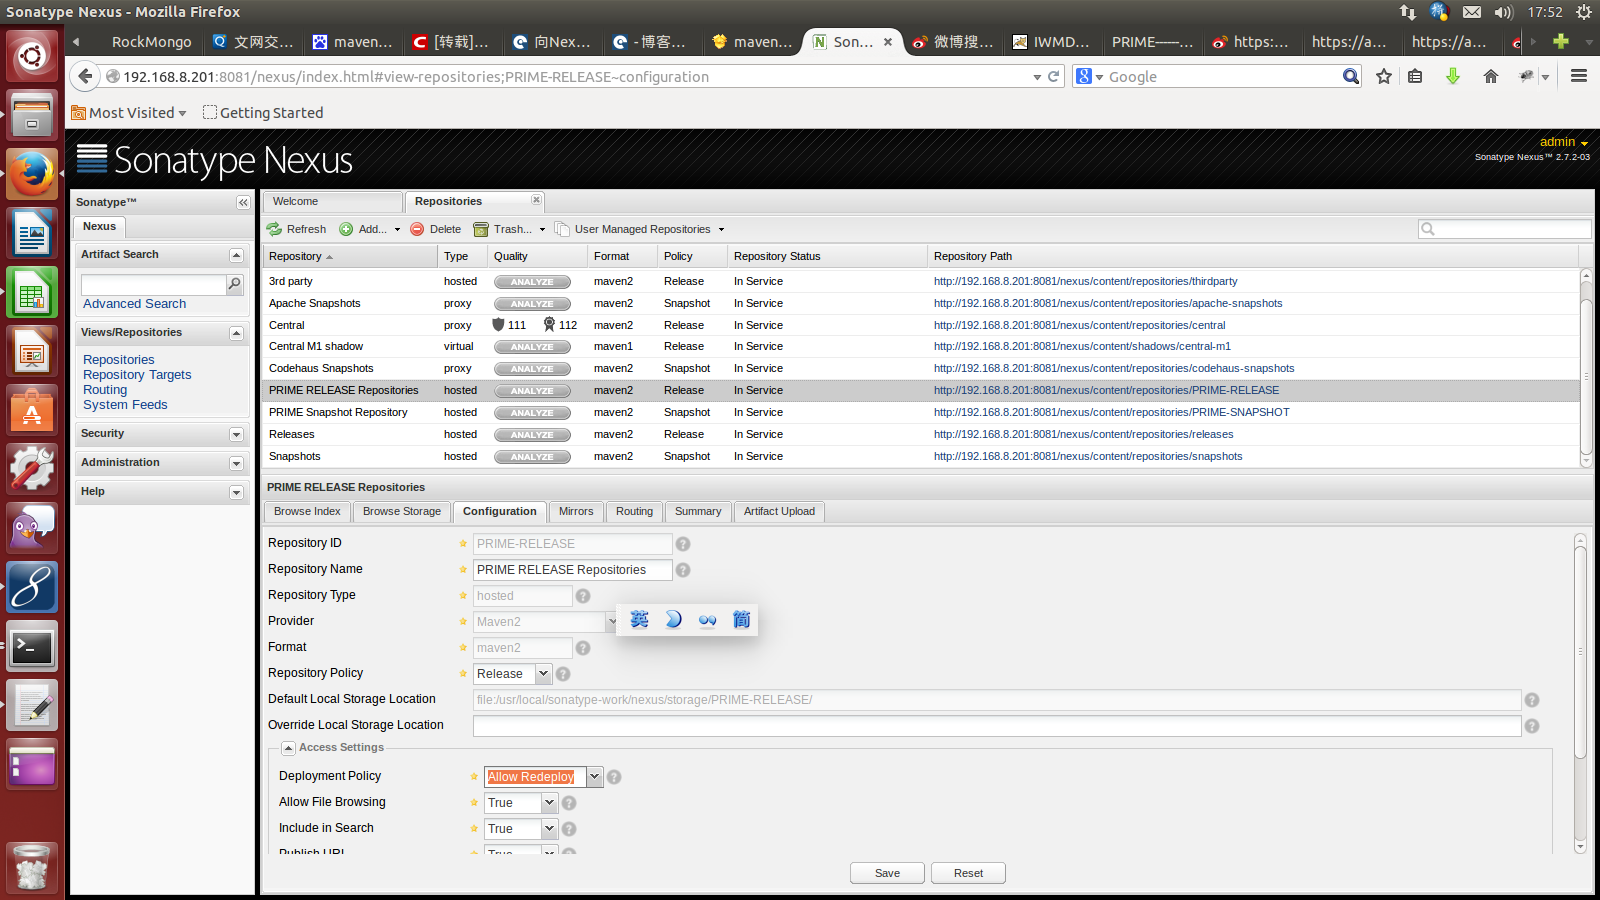 Sonatype Nexus - Mozilla Firefox
17:52
RockMongo
文网交...
maven...
[转载]...
向Nex...
-博客...
maven...
Son...
微博搜...
IWMD...
PRIME——...
https:...
https://a...
https://a...
192.168.8.201:8081/nexus/index.html#view-repositories;PRIME-RELEASE~configuration
Google
Most Visited
Getting Started
Sonatype Nexus
admin
Sonatype Nexus™ 2.7.2-03
Sonatype™
Nexus
Artifact Search
Advanced Search
Views/Repositories
Repositories
Repository Targets
Routing
System Feeds
Security
Administration
Help
Welcome
Repositories
Refresh Add... Delete Trash... User Managed Repositories
Repository Type Quality Format Policy Repository Status Repository Path
3rd party hosted ANALYZE maven2 Release In Service http://192.168.8.201:8081/nexus/content/repositories/thirdparty
Apache Snapshots proxy ANALYZE maven2 Snapshot In Service http://192.168.8.201:8081/nexus/content/repositories/apache-snapshots
Central proxy 111 112 maven2 Release In Service http://192.168.8.201:8081/nexus/content/repositories/central
Central M1 shadow virtual ANALYZE maven1 Release In Service http://192.168.8.201:8081/nexus/content/shadows/central-m1
Codehaus Snapshots proxy ANALYZE maven2 Snapshot In Service http://192.168.8.201:8081/nexus/content/repositories/codehaus-snapshots
PRIME RELEASE Repositories hosted ANALYZE maven2 Release In Service http://192.168.8.201:8081/nexus/content/repositories/PRIME-RELEASE
PRIME Snapshot Repository hosted ANALYZE maven2 Snapshot In Service http://192.168.8.201:8081/nexus/content/repositories/PRIME-SNAPSHOT
Releases hosted ANALYZE maven2 Release In Service http://192.168.8.201:8081/nexus/content/repositories/releases
Snapshots hosted ANALYZE maven2 Snapshot In Service http://192.168.8.201:8081/nexus/content/repositories/snapshots
PRIME RELEASE Repositories
Browse Index Browse Storage Configuration Mirrors Routing Summary Artifact Upload
Repository ID PRIME-RELEASE
Repository Name PRIME RELEASE Repositories
Repository Type hosted
Provider Maven2
英 简
Format maven2
Repository Policy Release
Default Local Storage Location file:/usr/local/sonatype-work/nexus/storage/PRIME-RELEASE/
Override Local Storage Location
Access Settings
Deployment Policy Allow Redeploy
Allow File Browsing True
Include in Search True
Publish URL True
Save Reset